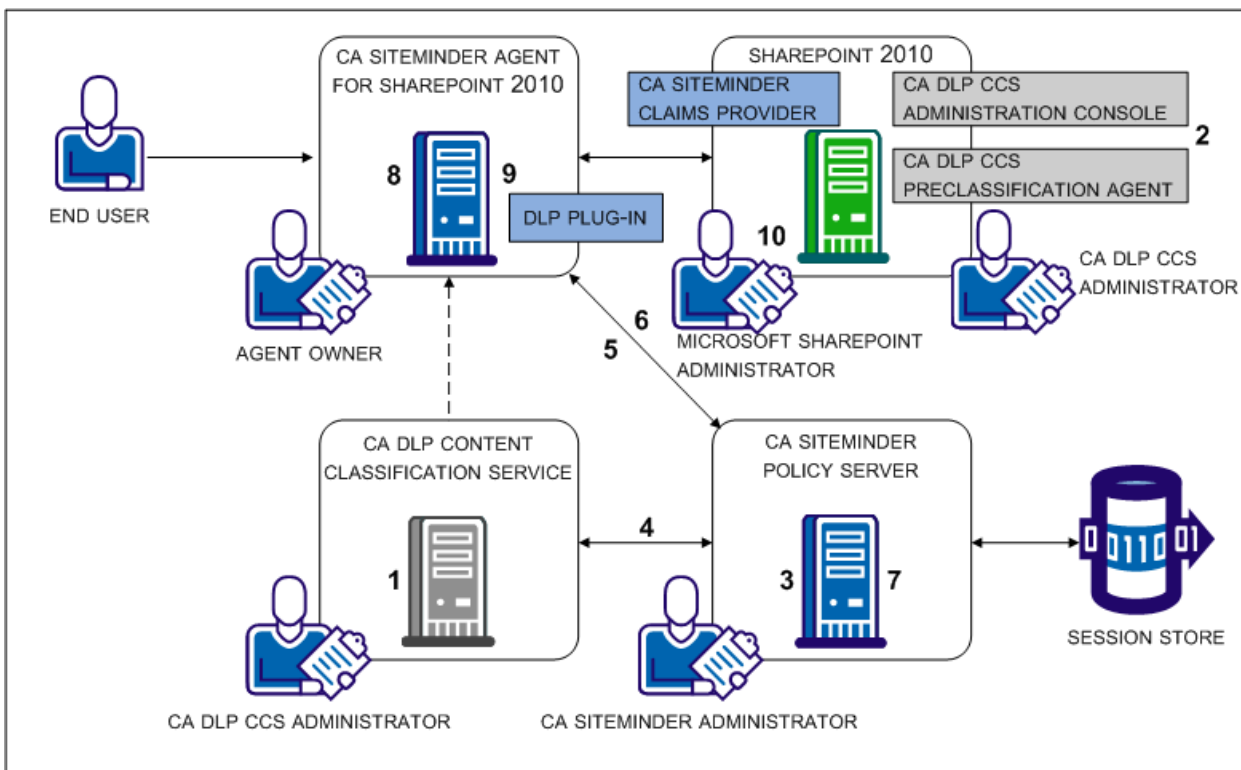 CA SITEMINDER AGENT
FOR SHAREPOINT 2010
8
9
DLP PLUG-IN
END USER
AGENT OWNER
SHAREPOINT 2010
CA SITEMINDER
CLAIMS PROVIDER
CA DLP CCS
ADMINISTRATION CONSOLE
2
CA DLP CCS
PRECLASSIFICATION AGENT
10
MICROSOFT SHAREPOINT
ADMINISTRATOR
CA DLP CCS
ADMINISTRATOR
6
5
CA DLP CONTENT
CLASSIFICATION SERVICE
1
CA DLP CCS ADMINISTRATOR
4
CA SITEMINDER
POLICY SERVER
3
7
CA SITEMINDER ADMINISTRATOR
0 0110 01
SESSION STORE